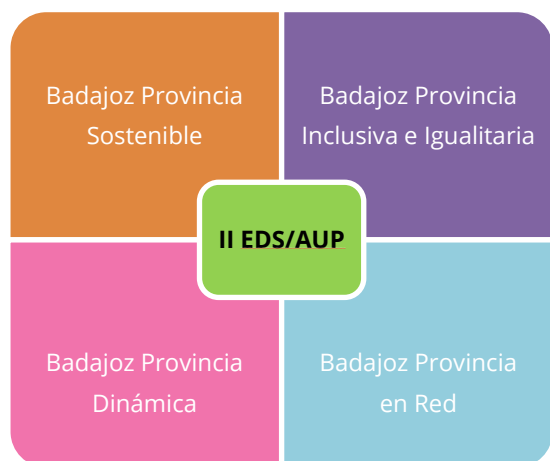 Badajoz Provincia
Sostenible
Badajoz Provincia
Inclusiva e Igualitaria
II EDS/AUP
Badajoz Provincia
Dinámica
Badajoz Provincia
en Red